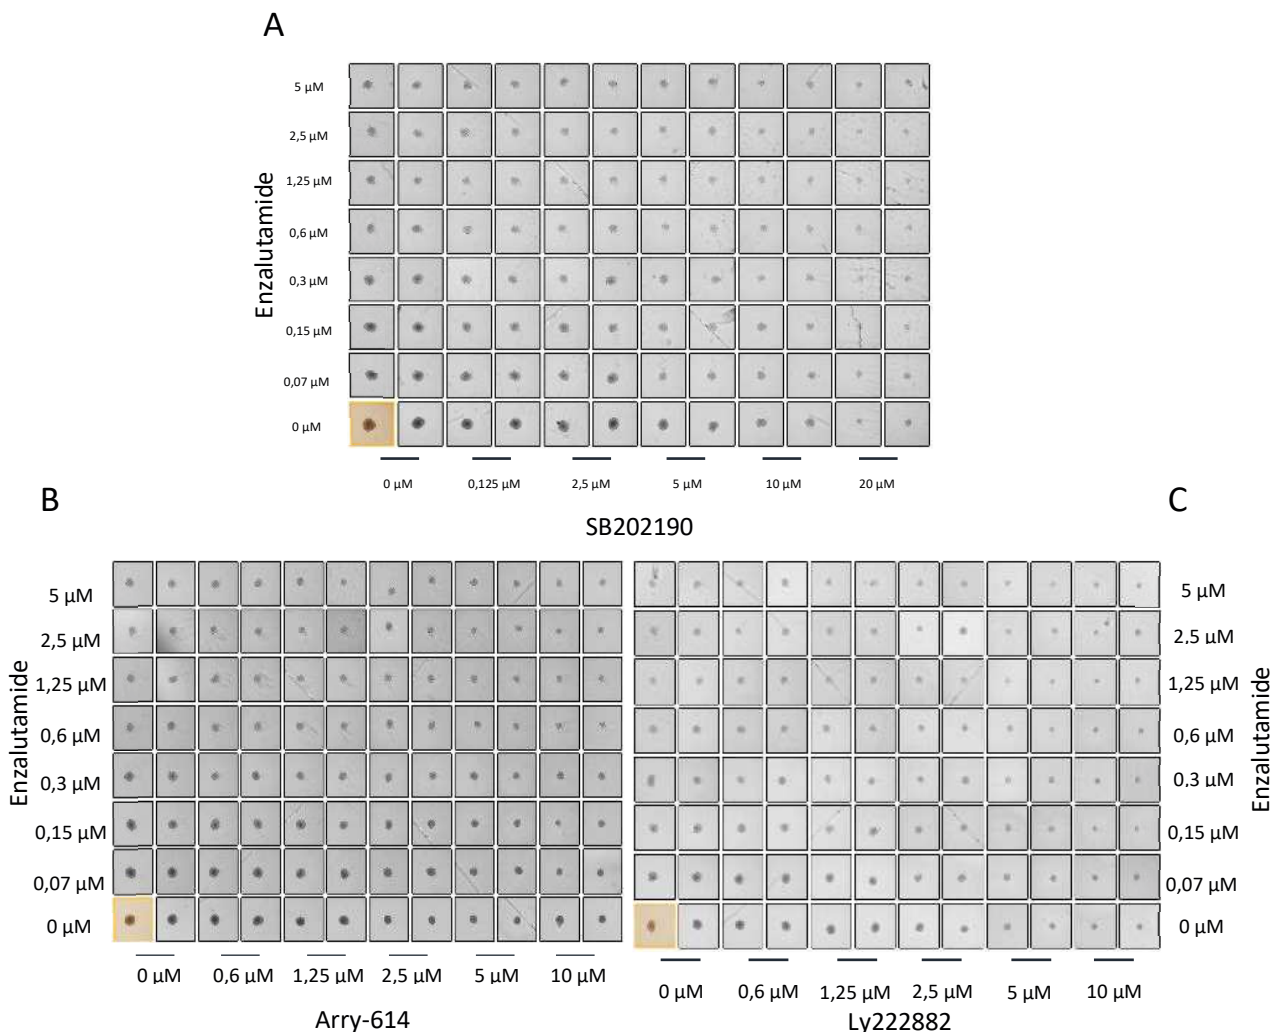 A
5 µM
2,5 µM
1,25 µM
0,6 µM
0,3 µM
0,15 µM
0,07 µM
0 µM
Enzalutamide
0 µM 0,125 µM 2,5 µM 5 µM 10 µM 20 µM
SB202190
B
5 µM
2,5 µM
1,25 µM
0,6 µM
0,3 µM
0,15 µM
0,07 µM
0 µM
Enzalutamide
0 µM 0,6 µM 1,25 µM 2,5 µM 5 µM 10 µM
Arry-614
C
5 µM
2,5 µM
1,25 µM
0,6 µM
0,3 µM
0,15 µM
0,07 µM
0 µM
Enzalutamide
0 µM 0,6 µM 1,25 µM 2,5 µM 5 µM 10 µM
Ly222882